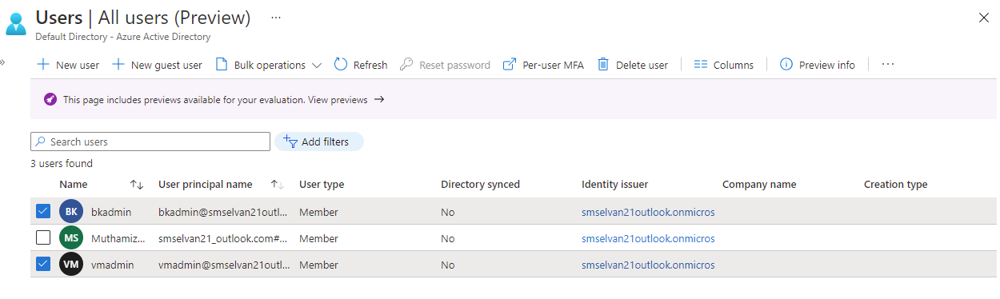 Users | All users (Preview) ...
Default Directory - Azure Active Directory
New user New guest user Bulk operations Refresh Reset password Per-user MFA Delete user Columns Preview info ...
This page includes previews available for your evaluation. View previews →
Search users Add filters
3 users found
Name User principal name User type Directory synced Identity issuer Company name Creation type
BK bkadmin bkadmin@smselvan21outl... Member No smselvan21outlook.onmicros
MS Muthamiz... smselvan21_outlook.com#... Member No smselvan21outlook.onmicros
VM vmadmin vmadmin@smselvan21outl... Member No smselvan21outlook.onmicros